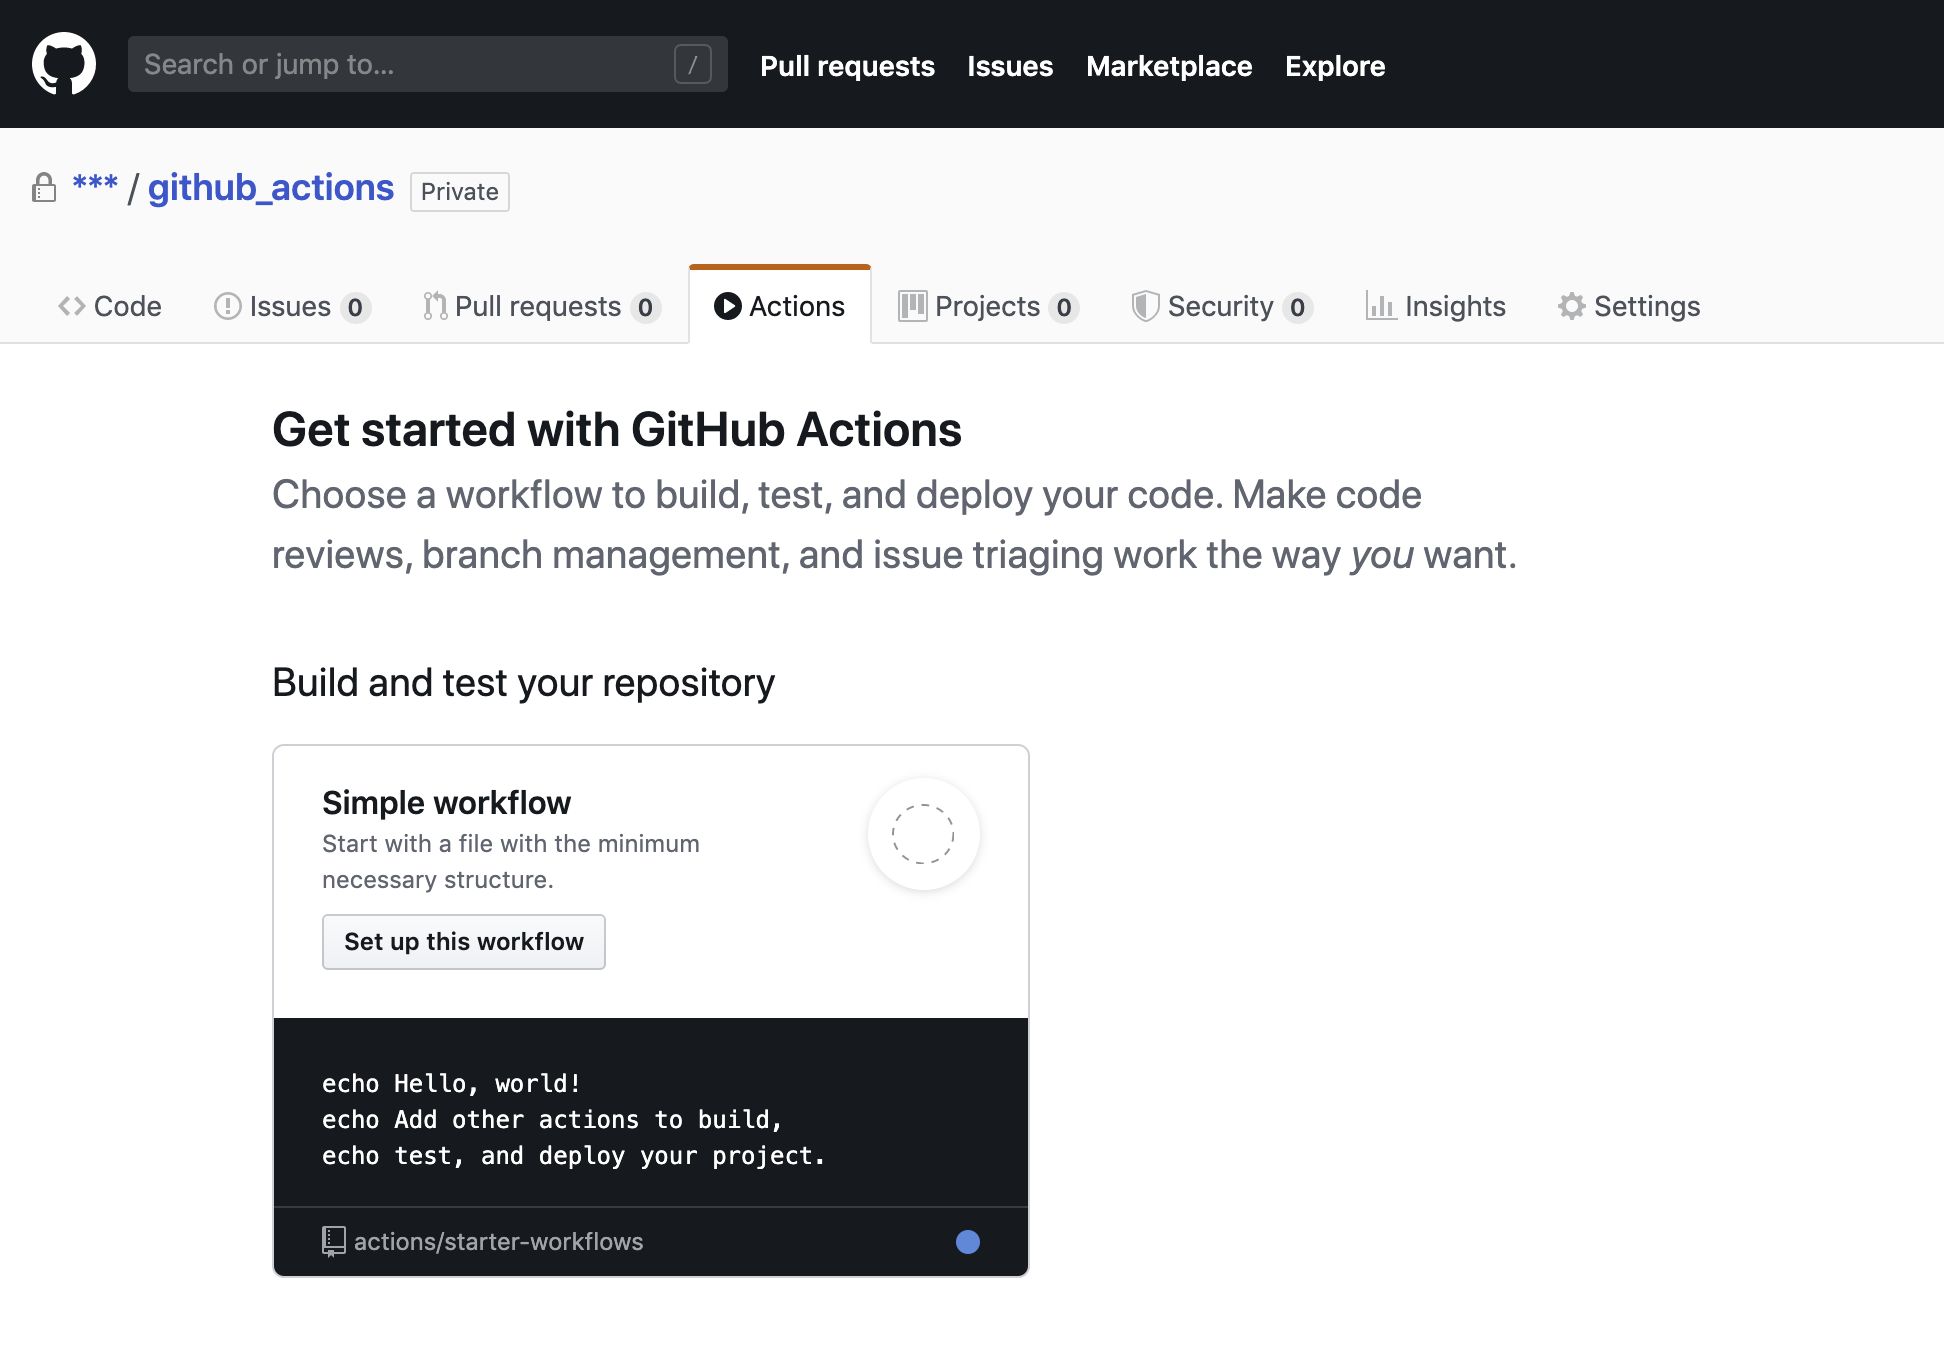 Search or jump to... /
Pull requests Issues Marketplace Explore
*** / github_actions Private
Code Issues 0 Pull requests 0 Actions Projects 0 Security 0 Insights Settings
Get started with GitHub Actions
Choose a workflow to build, test, and deploy your code. Make code
reviews, branch management, and issue triaging work the way you want.
Build and test your repository
Simple workflow
Start with a file with the minimum
necessary structure.
Set up this workflow
echo Hello, world!
echo Add other actions to build,
echo test, and deploy your project.
actions/starter-workflows